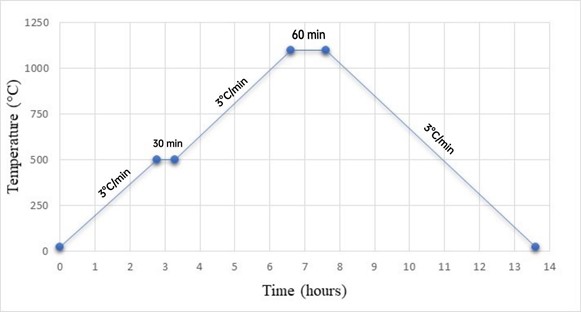 1250
60 min
1000
3°C/min
750
30 min
3°C/min
500
3°C/min
250
0
Temperature (°C)
0 1 2 3 4 5 6 7 8 9 10 11 12 13 14
Time (hours)